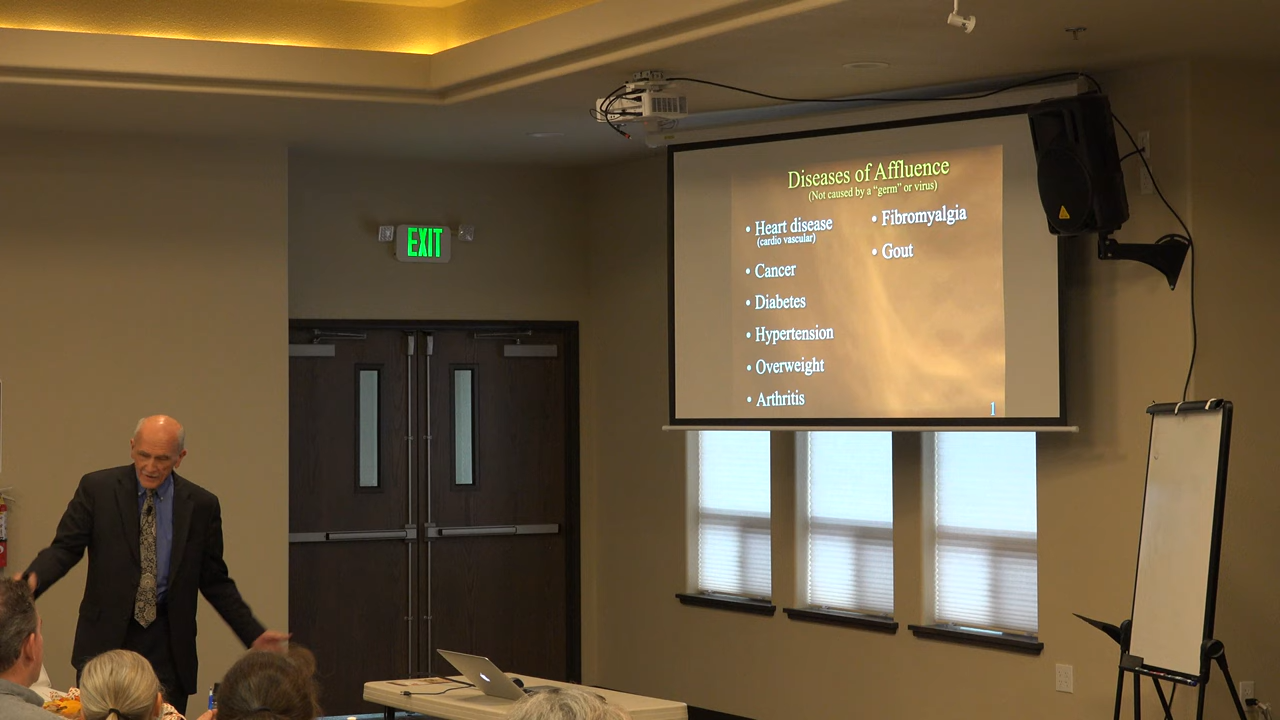 EXIT
Diseases of Affluence
(Not caused by a “germ” or virus)
• Heart disease
(cardio vascular)
• Cancer
• Diabetes
• Hypertension
• Overweight
• Arthritis
• Fibromyalgia
• Gout
1